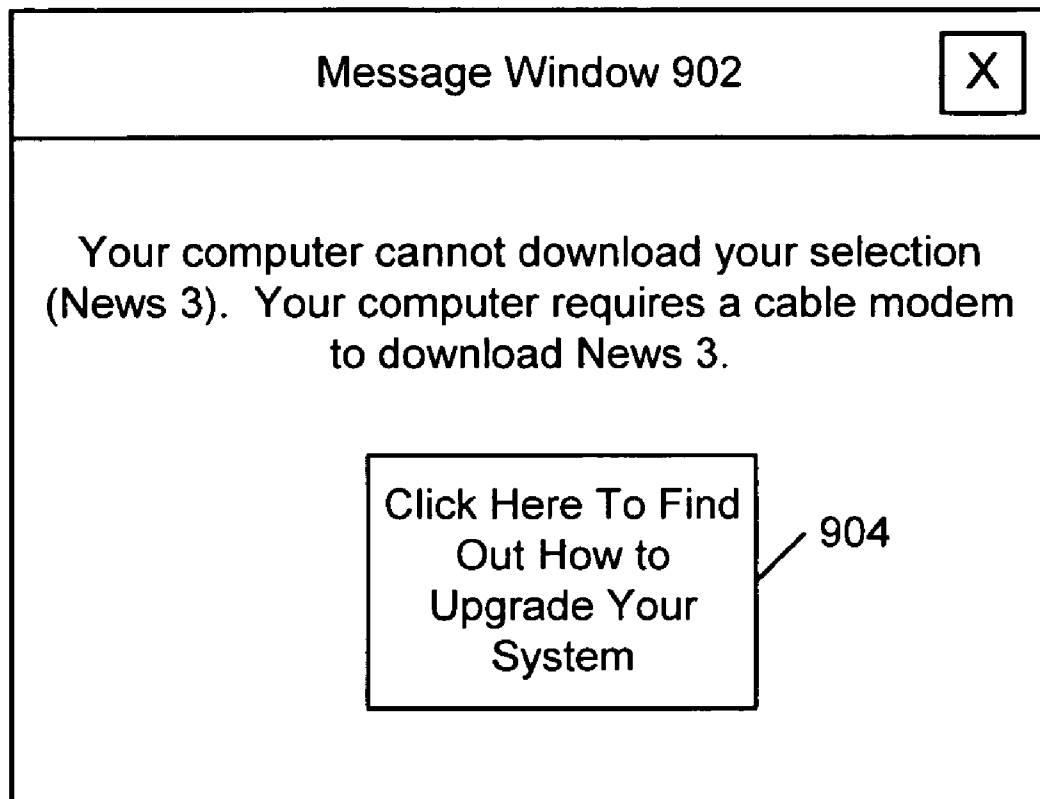 Message Window 902
X
Your computer cannot download your selection
(News 3). Your computer requires a cable modem
to download News 3.
Click Here To Find
Out How to
Upgrade Your
System
904